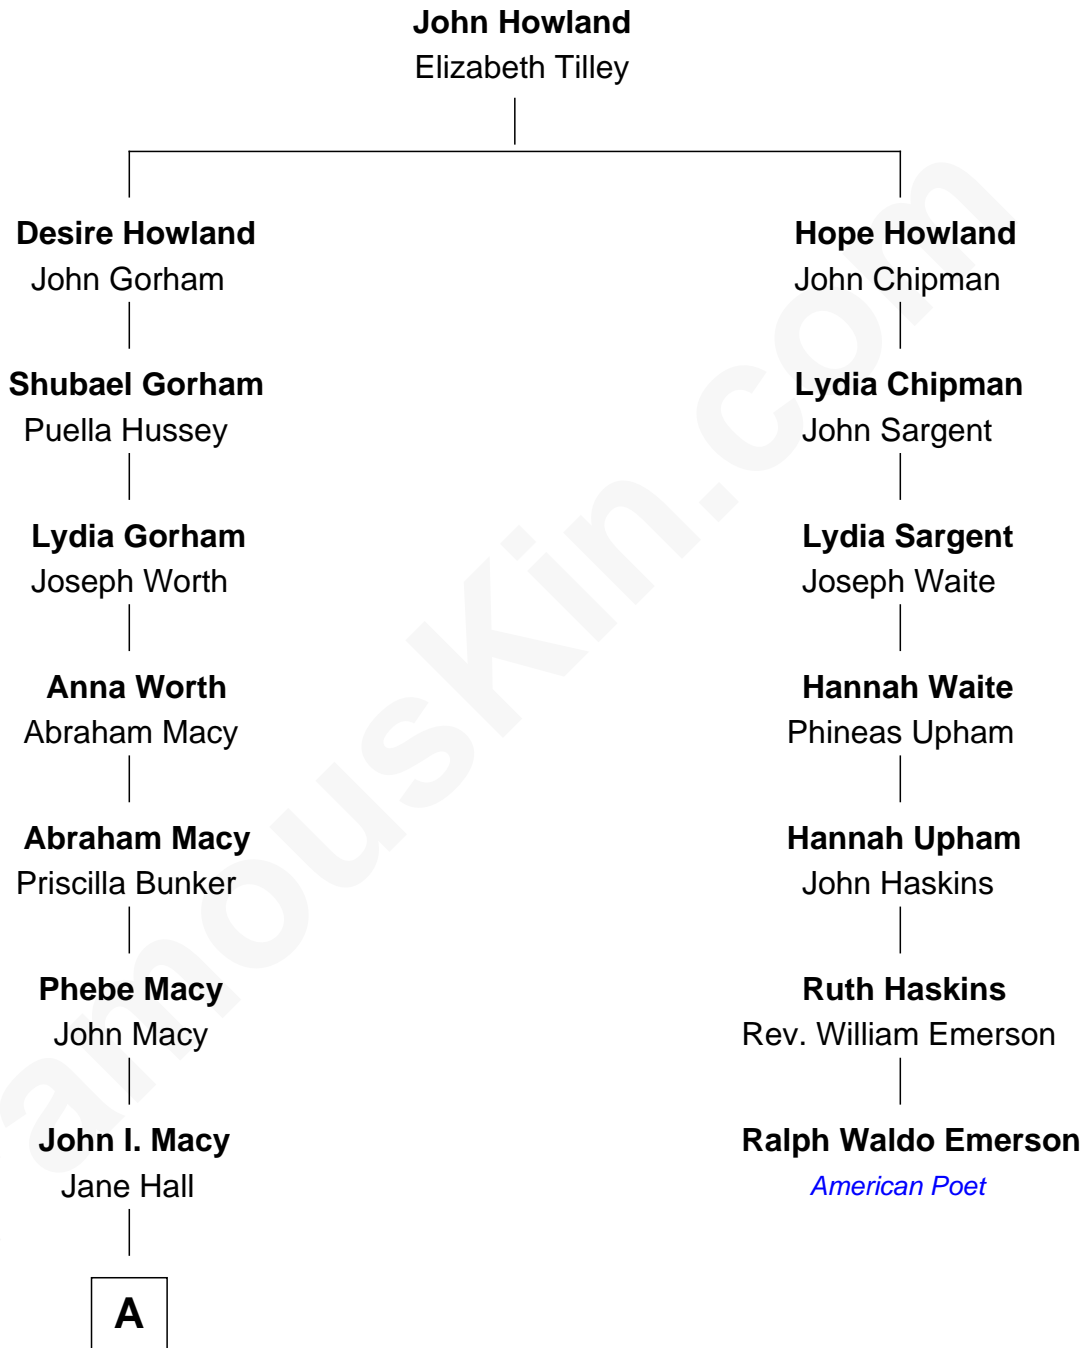 John Howland
Elizabeth Tilley
Desire Howland
John Gorham
Hope Howland
John Chipman
Shubael Gorham
Puella Hussey
Lydia Chipman
John Sargent
Lydia Gorham
Joseph Worth
Lydia Sargent
Joseph Waite
Anna Worth
Abraham Macy
Hannah Waite
Phineas Upham
Abraham Macy
Priscilla Bunker
Hannah Upham
John Haskins
Phebe Macy
John Macy
Ruth Haskins
Rev. William Emerson
John I. Macy
Jane Hall
Ralph Waldo Emerson
American Poet
A
amousKin.com